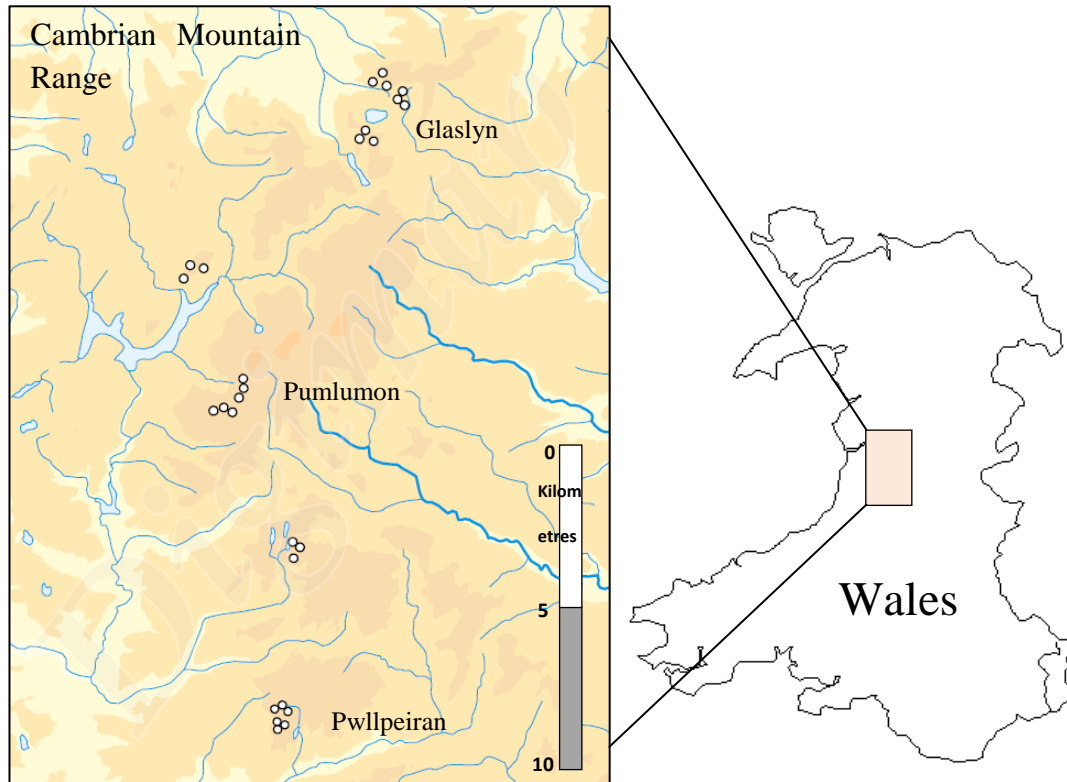 Cambrian Mountain
Range
Glaslyn
Pumlumon
0
Kilom
etres
5
Wales
Pwllpeiran
10